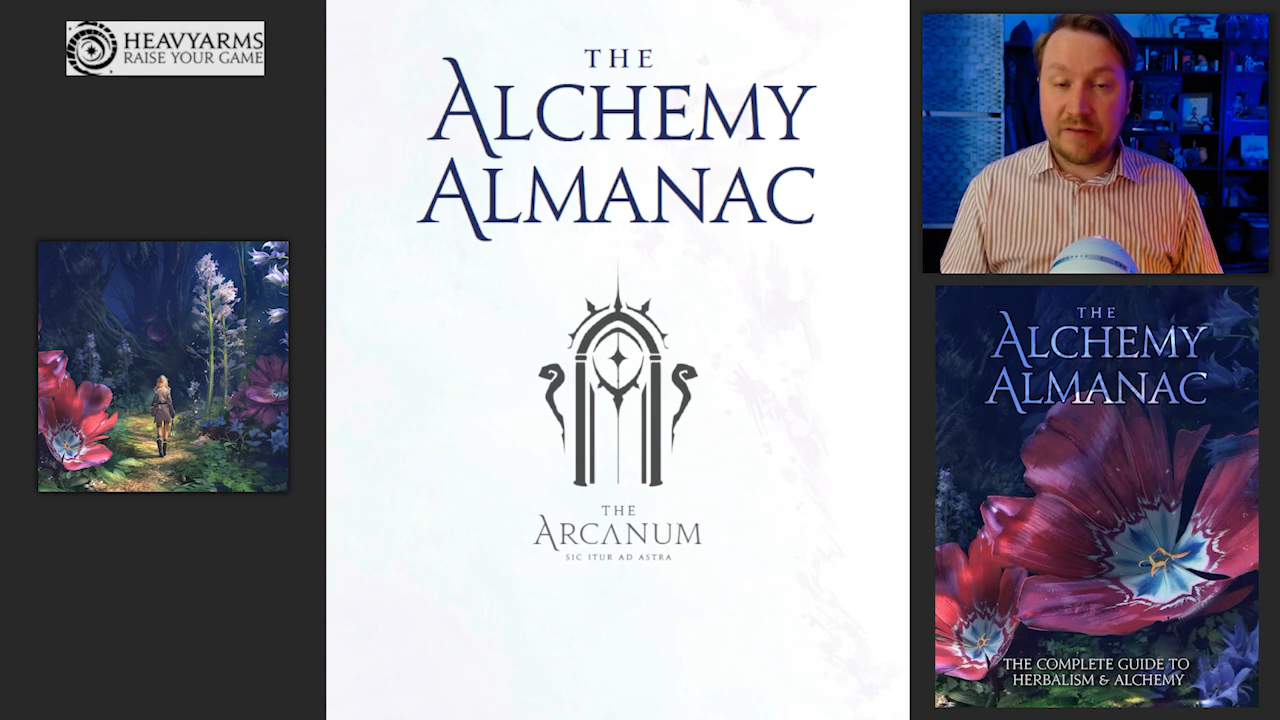 HEAVYARMS
RAISE YOUR GAME
THE
ALCHEMY
ALMANAC
THE
ARCANUM
SIC ITUR AD ASTRA
THE
ALCHEMY
ALMANAC
THE COMPLETE GUIDE TO
HERBALISM & ALCHEMY